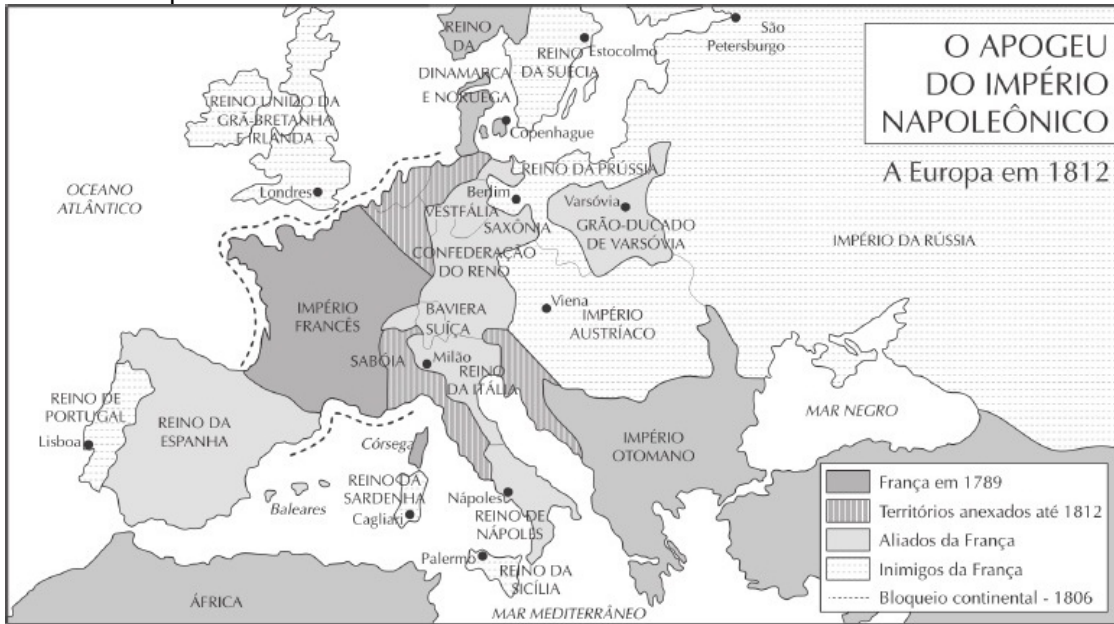 O APOGEU
DO IMPÉRIO
NAPOLEÔNICO
A Europa em 1812
REINO
DA
DINAMARCA
E NORUEGA
REINO
DA SUÉCIA
Estocolmo
São
Petersburgo
REINO UNIDO DA
GRÃ-BRETANHA
E IRLANDA
Copenhague
OCEANO
ATLÂNTICO
Londres
REINO DA PRÚSSIA
Berlim
VESTFÁLIA
SAXÔNIA
Varsóvia
GRÃO-DUCADO
DE VARSÓVIA
IMPÉRIO DA RÚSSIA
CONFEDERAÇÃO
DO RENO
IMPÉRIO
FRANCÊS
BAVIERA
SUÍÇA
Viena
IMPÉRIO
AUSTRÍACO
SABÓIA
Milão
REINO
DA ITÁLIA
REINO DE
PORTUGAL
Lisboa
REINO DA
ESPANHA
MAR NEGRO
Córsega
IMPÉRIO
OTOMANO
Baleares
REINO DA
SARDENHA
Cagliari
Nápoles
REINO DE
NÁPOLES
Palermo
REINO DA
SICÍLIA
ÁFRICA
MAR MEDITERRÂNEO
França em 1789
Territórios anexados até 1812
Aliados da França
Inimigos da França
Bloqueio continental - 1806